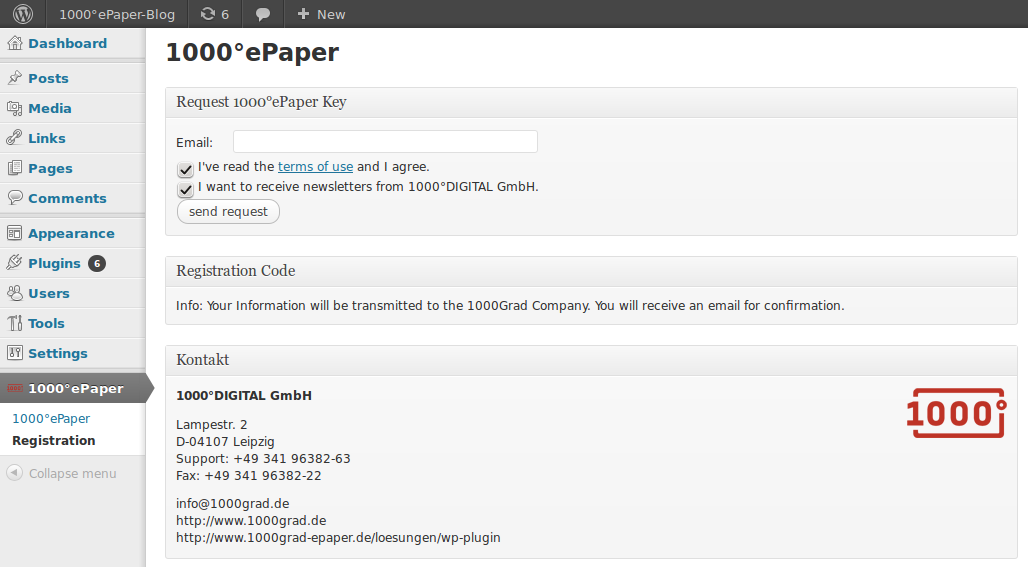 1000°ePaper-Blog 6 New
Dashboard
Posts
Media
Links
Pages
Comments
Appearance
Plugins 6
Users
Tools
Settings
1000°ePaper
1000°ePaper
Registration
Collapse menu
1000°ePaper
Request 1000°ePaper Key
Email:
I've read the terms of use and I agree.
I want to receive newsletters from 1000°DIGITAL GmbH.
send request
Registration Code
Info: Your Information will be transmitted to the 1000Grad Company. You will receive an email for confirmation.
Kontakt
1000°DIGITAL GmbH
Lampestr. 2
D-04107 Leipzig
Support: +49 341 96382-63
Fax: +49 341 96382-22
info@1000grad.de
http://www.1000grad.de
http://www.1000grad-epaper.de/loesungen/wp-plugin
1000°